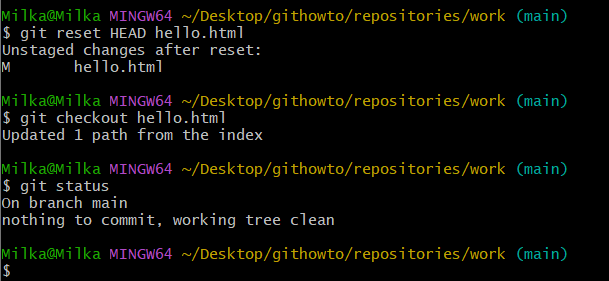 Milka@Milka MINGW64 ~/Desktop/githowto/repositories/work (main)
$ git reset HEAD hello.html
Unstaged changes after reset:
M       hello.html
Milka@Milka MINGW64 ~/Desktop/githowto/repositories/work (main)
$ git checkout hello.html
Updated 1 path from the index
Milka@Milka MINGW64 ~/Desktop/githowto/repositories/work (main)
$ git status
On branch main
nothing to commit, working tree clean
Milka@Milka MINGW64 ~/Desktop/githowto/repositories/work (main)
$